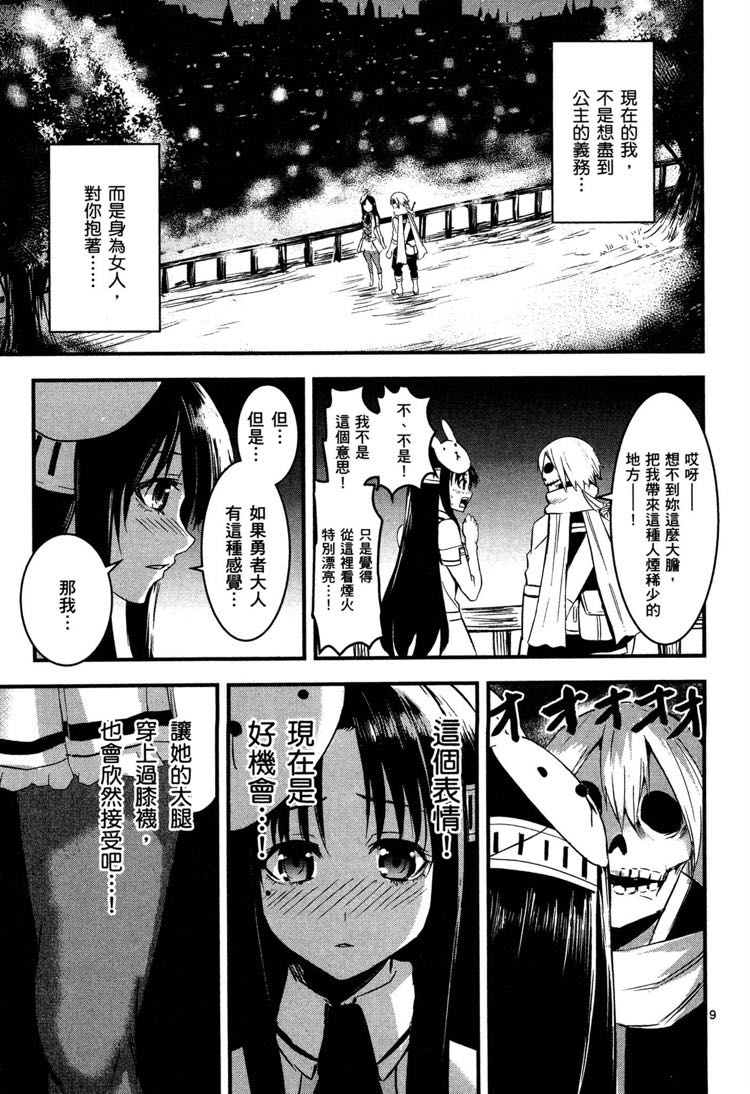 現在的我，
不是想盡到
公主的義務…
而是身為女人，
對你抱著……
哎呀──
想不到妳這麼大膽，
把我帶來這種人煙稀少的
地方──！
不、不是！
我不是
這個意思！
只是覺得
從這裡看煙火
特別漂亮…！
但…
但是…
如果勇者大人
有這種感覺…
那我…
オオオオオ
這個表情！
現在是
好機會…！
讓她的大腿
穿上過膝襪，
也會欣然接受吧…！
9